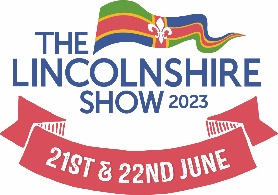 THE
LINCOLNSHIRE
SHOW 2023
21ST & 22ND JUNE